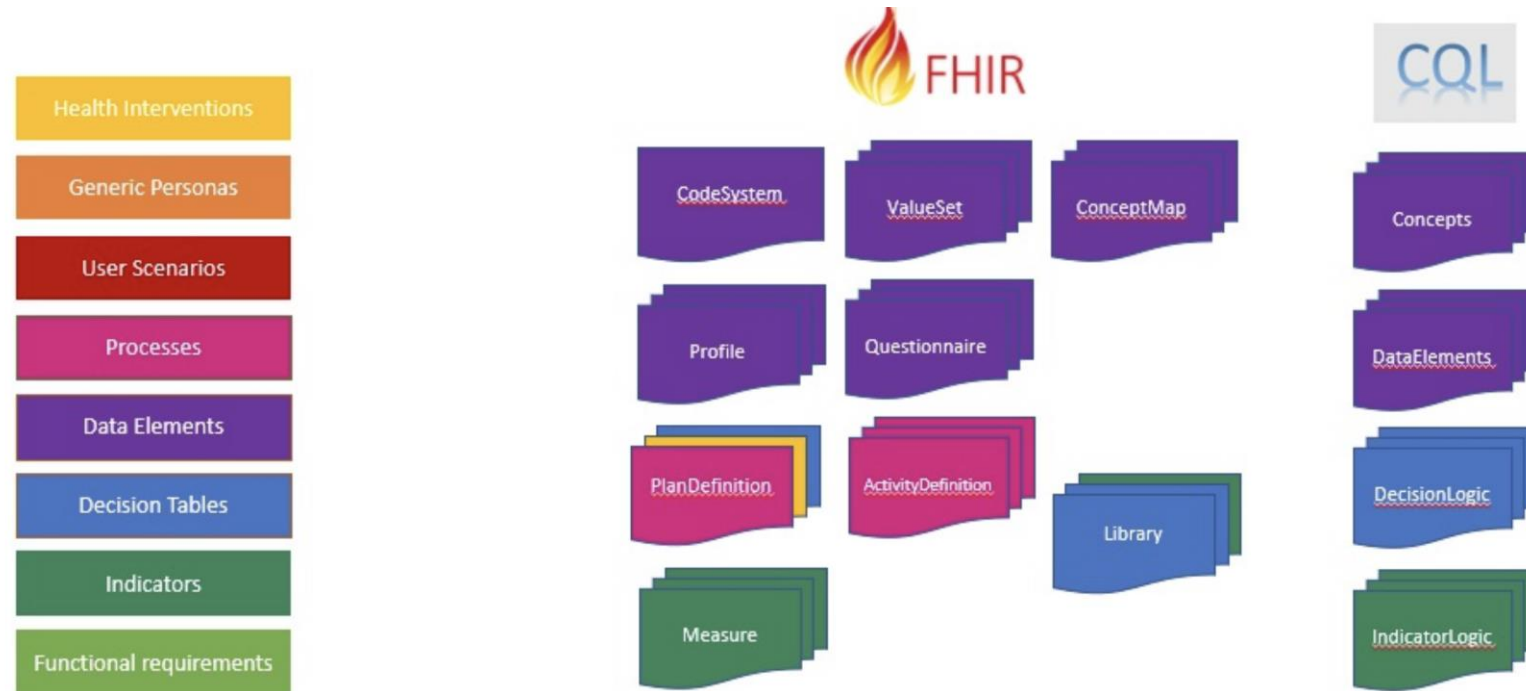 FHIR
CQL
Health Interventions
Generic Personas
User Scenarios
Processes
Data Elements
Decision Tables
Indicators
Functional requirements
CodeSystem
ValueSet
ConceptMap
Profile
Questionnaire
PlanDefinition
ActivityDefinition
Library
Measure
Concepts
DataElements
DecisionLogic
IndicatorLogic